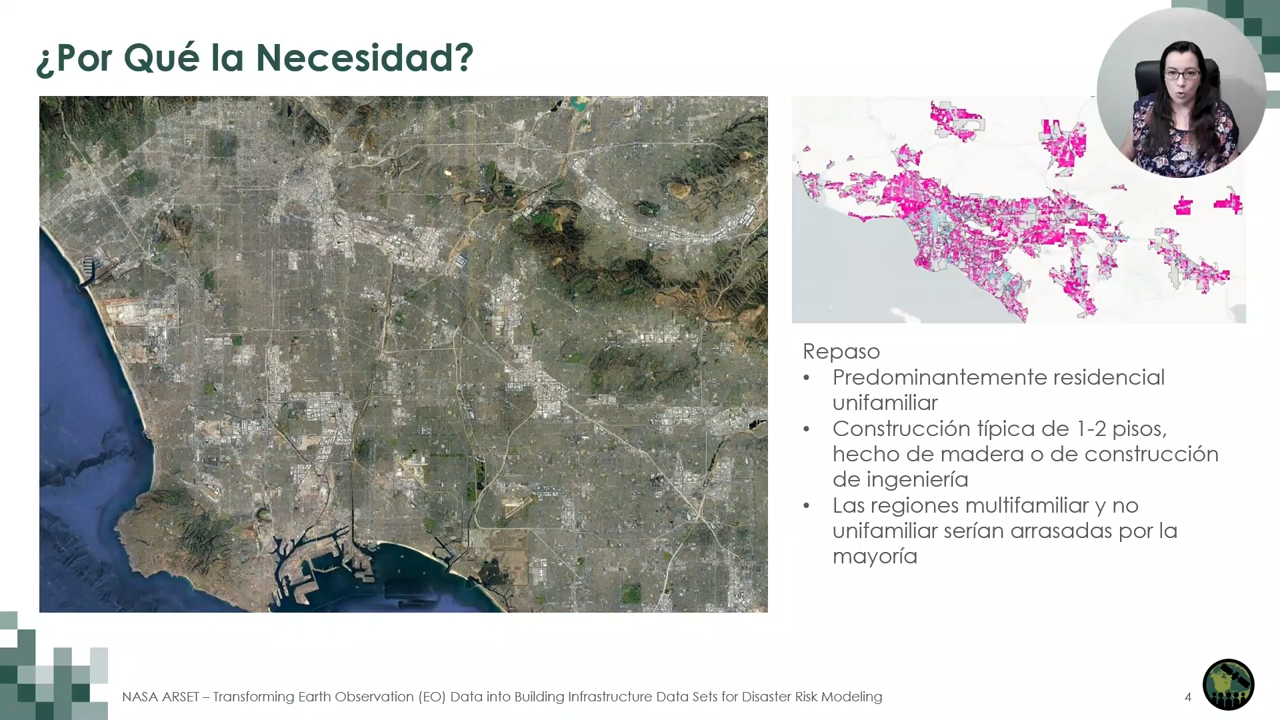 ¿Por Qué la Necesidad?
Repaso
• Predominantemente residencial
unifamiliar
• Construcción típica de 1-2 pisos,
hecho de madera o de construcción
de ingeniería
• Las regiones multifamiliar y no
unifamiliar serían arrasadas por la
mayoría
NASA ARSET – Transforming Earth Observation (EO) Data into Building Infrastructure Data Sets for Disaster Risk Modeling
4